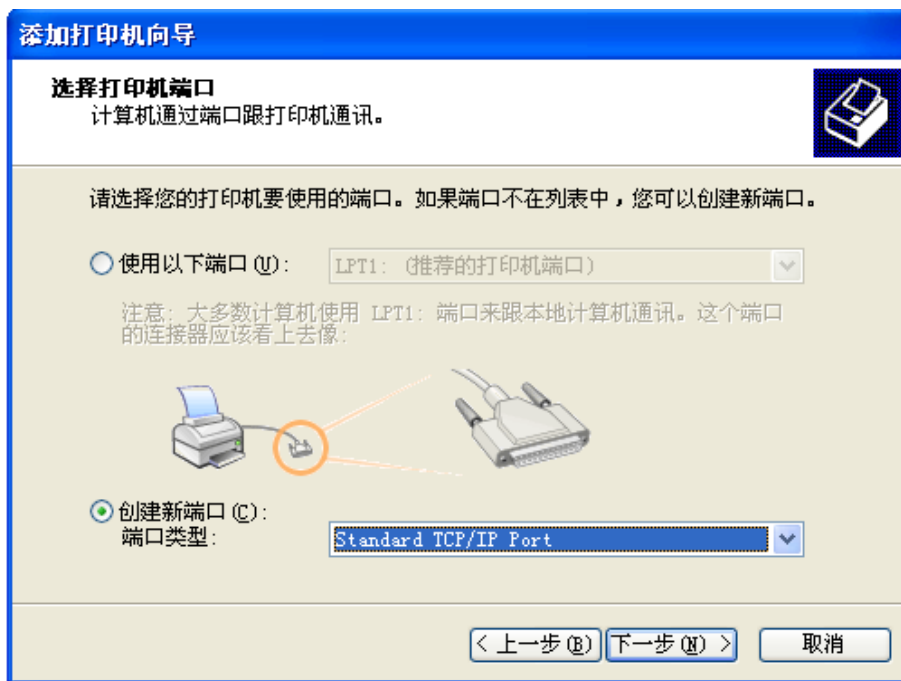 添加打印机向导
选择打印机端口
计算机通过端口跟打印机通讯。
请选择您的打印机要使用的端口。如果端口不在列表中，您可以创建新端口。
使用以下端口(U): LPT1: (推荐的打印机端口)
注意: 大多数计算机使用 LPT1: 端口来跟本地计算机通讯。这个端口
的连接器应该看上去像:
创建新端口(C):
端口类型: Standard TCP/IP Port
< 上一步(B) 下一步(N) > 取消